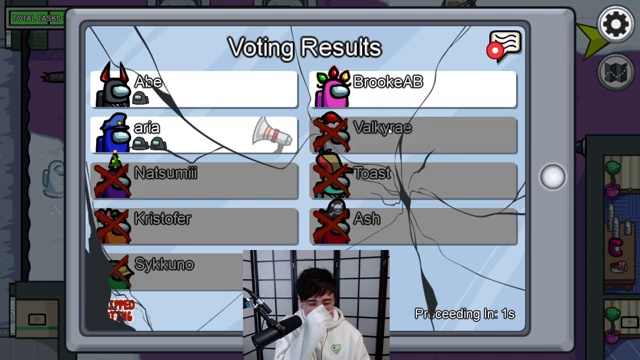 TOTAL TASKS
Voting Results
Abe
BrookeAB
aria
Valkyrae
Natsumiii
Toast
Kristofer
Ash
Sykkuno
Proceeding In: 1s